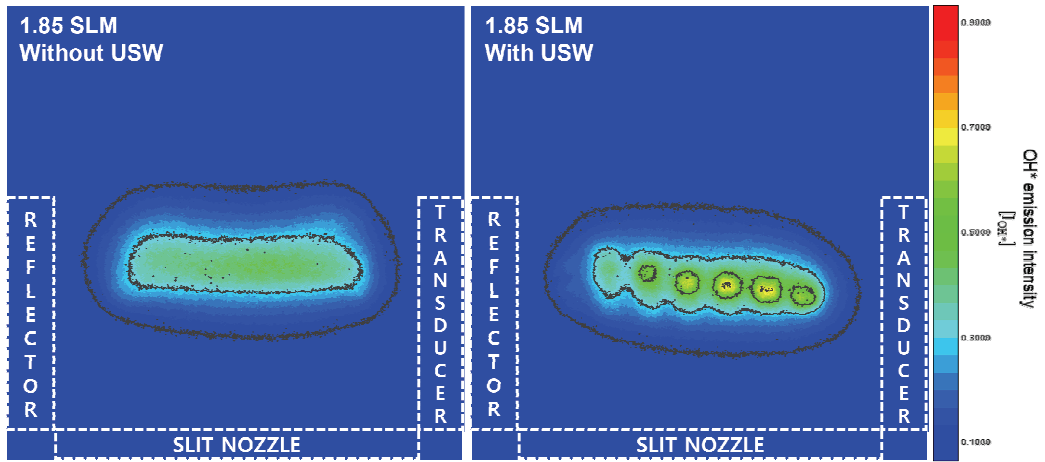 1.85 SLM
Without USW
REFLECTOR
TRANSDUCER
SLIT NOZZLE
1.85 SLM
With USW
REFLECTOR
TRANSDUCER
SLIT NOZZLE
0.9000
0.7000
0.5000
0.3000
0.1000
OH* emission intensity
[I_OH*]